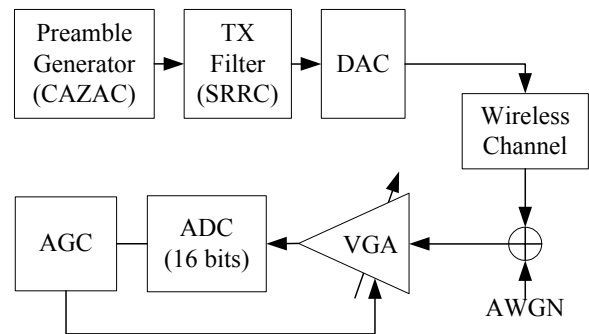 Preamble
Generator
(CAZAC)
TX
Filter
(SRRC)
DAC
Wireless
Channel
AGC
ADC
(16 bits)
VGA
AWGN